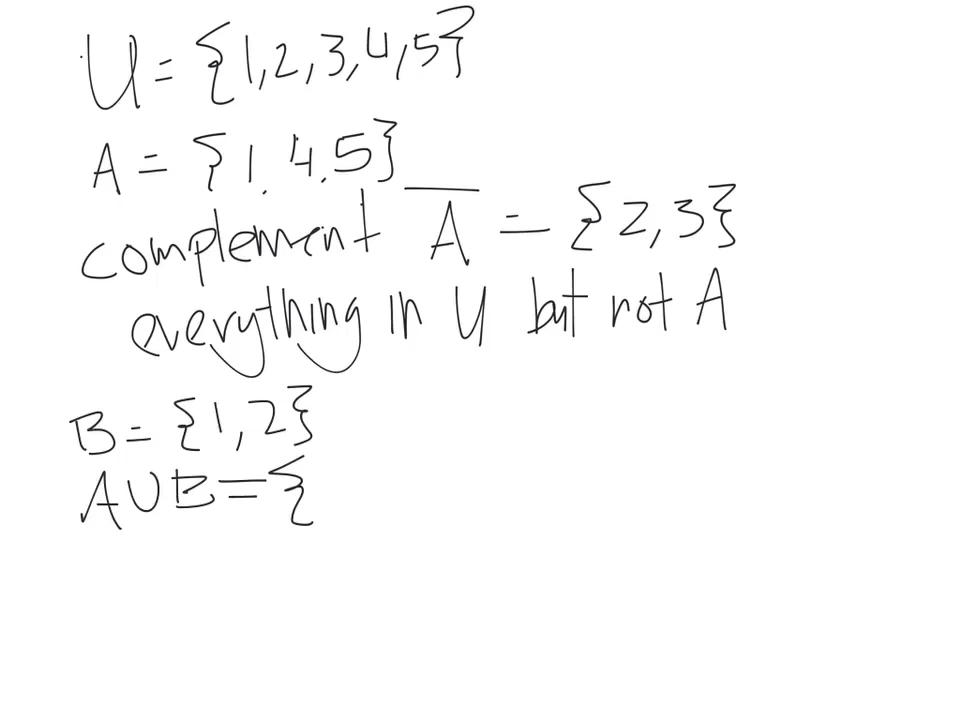 U = {1,2,3,4,5}
A = {1.4.5}
complement A̅ = {2,3}
everything in U but not A
B = {1,2}
A∪B = {